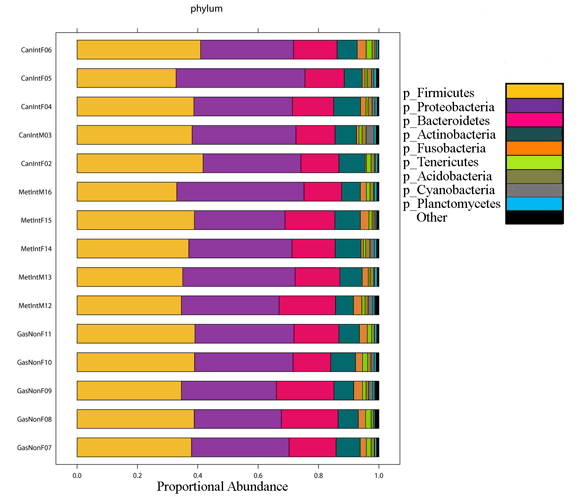 phylum
CanIntF06
CanIntF05
CanIntF04
CanIntM03
CanIntF02
MetIntM16
MetIntF15
MetIntF14
MetIntM13
MetIntM12
GasNonF11
GasNonF10
GasNonF09
GasNonF08
GasNonF07
0.0 0.2 0.4 0.6 0.8 1.0
Proportional Abundance
p_Firmicutes
p_Proteobacteria
p_Bacteroidetes
p_Actinobacteria
p_Fusobacteria
p_Tenericutes
p_Acidobacteria
p_Cyanobacteria
p_Planctomycetes
Other